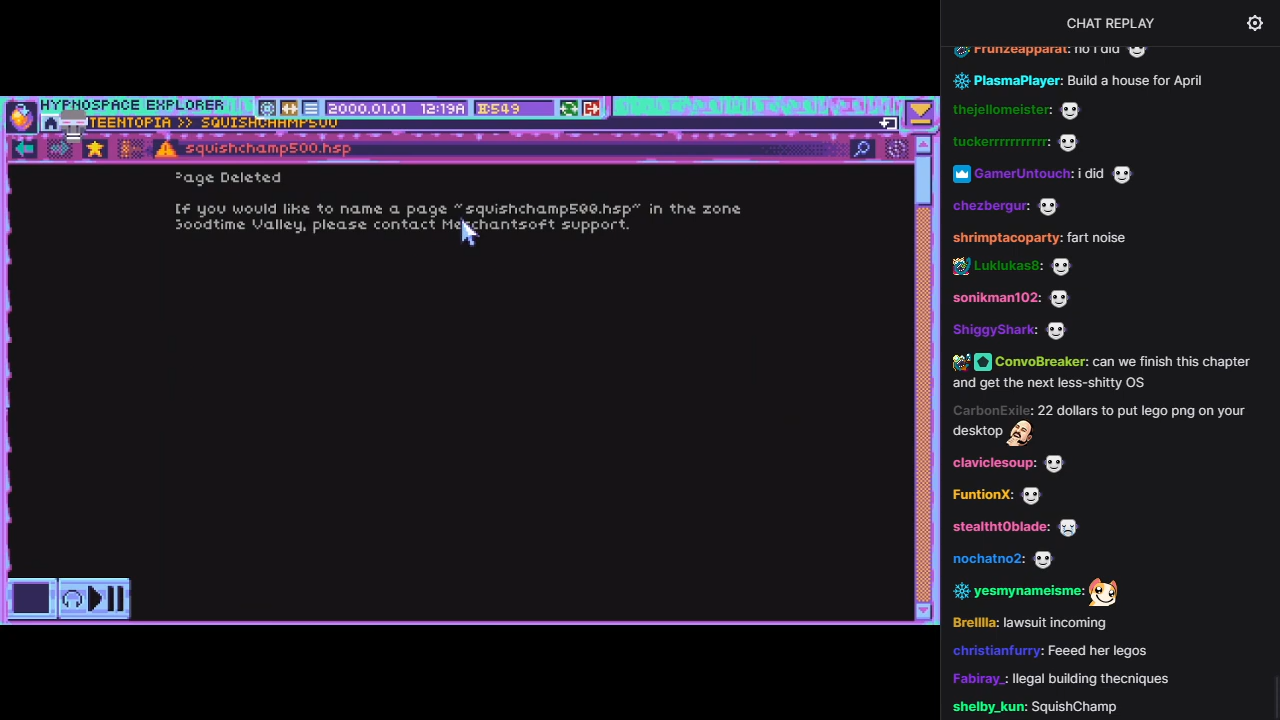 HYPNOSPACE EXPLORER
2000.01.01 12:19A
549
TEENTOPIA >> SQUISHCHAMP500
squishchamp500.hsp
Page Deleted
If you would like to name a page "squishchamp500.hsp" in the zone
Goodtime Valley, please contact Merchantsoft support.
CHAT REPLAY
Frunzeapparat: no i did
PlasmaPlayer: Build a house for April
thejellomeister:
tuckerrrrrrrrrr:
GamerUntouch: i did
chezbergur:
shrimptacoparty: fart noise
Luklukas8:
sonikman102:
ShiggyShark:
ConvoBreaker: can we finish this chapter
and get the next less-shitty OS
CarbonExile: 22 dollars to put lego png on your
desktop
claviclesoup:
FuntionX:
stealtht0blade:
nochatno2:
yesmynameisme:
Brelllla: lawsuit incoming
christianfurry: Feeed her legos
Fabiray_: Ilegal building thecniques
shelby_kun: SquishChamp